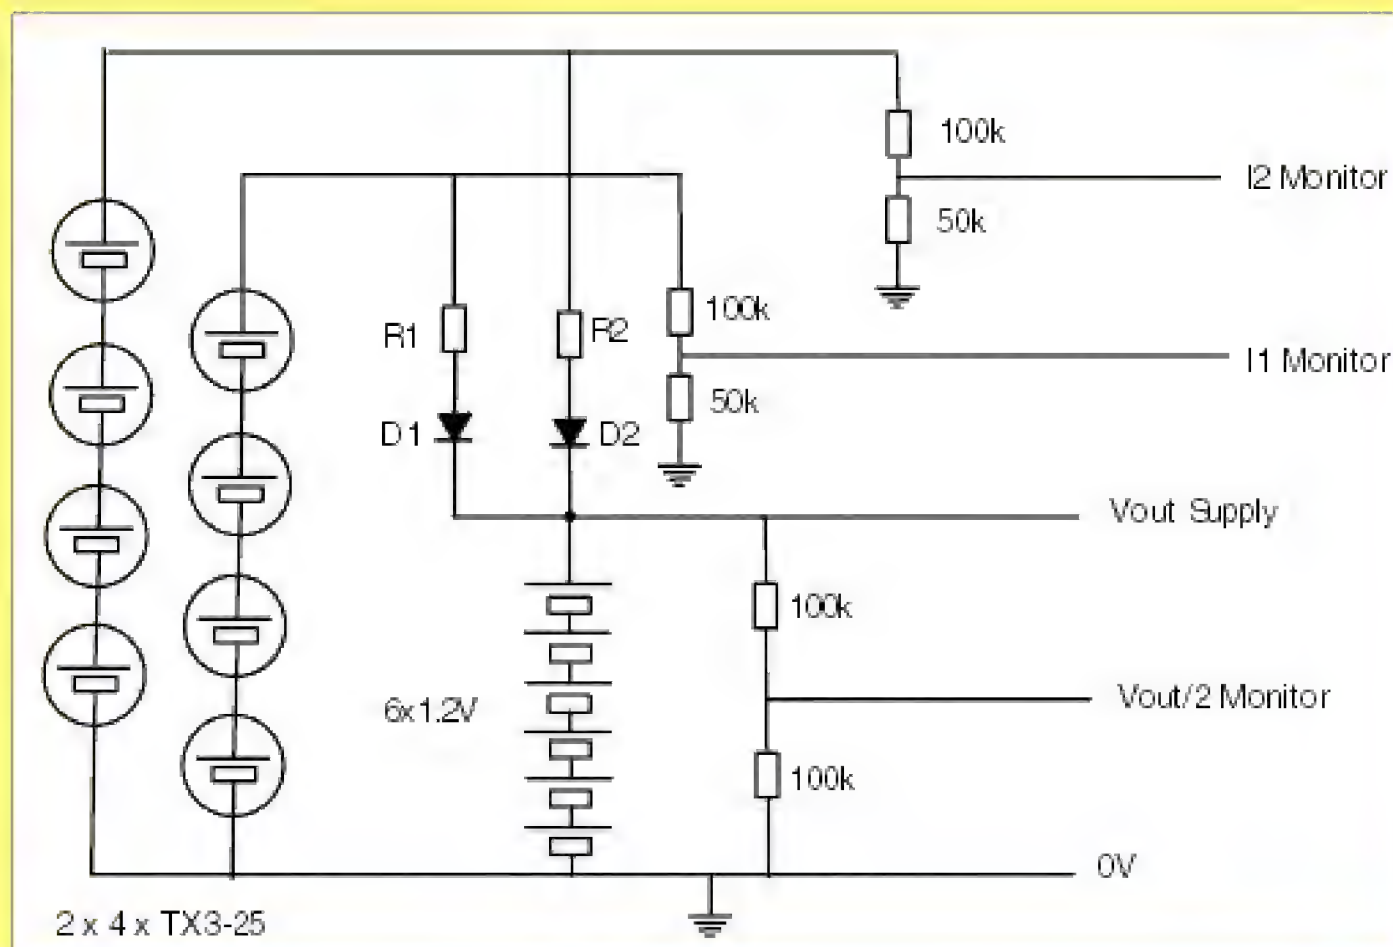 100k
I2 Monitor
50k
R1
R2
100k
I1 Monitor
50k
D1
D2
Vout Supply
100k
6x1.2V
Vout/2 Monitor
100k
0V
2 x 4 x TX3-25